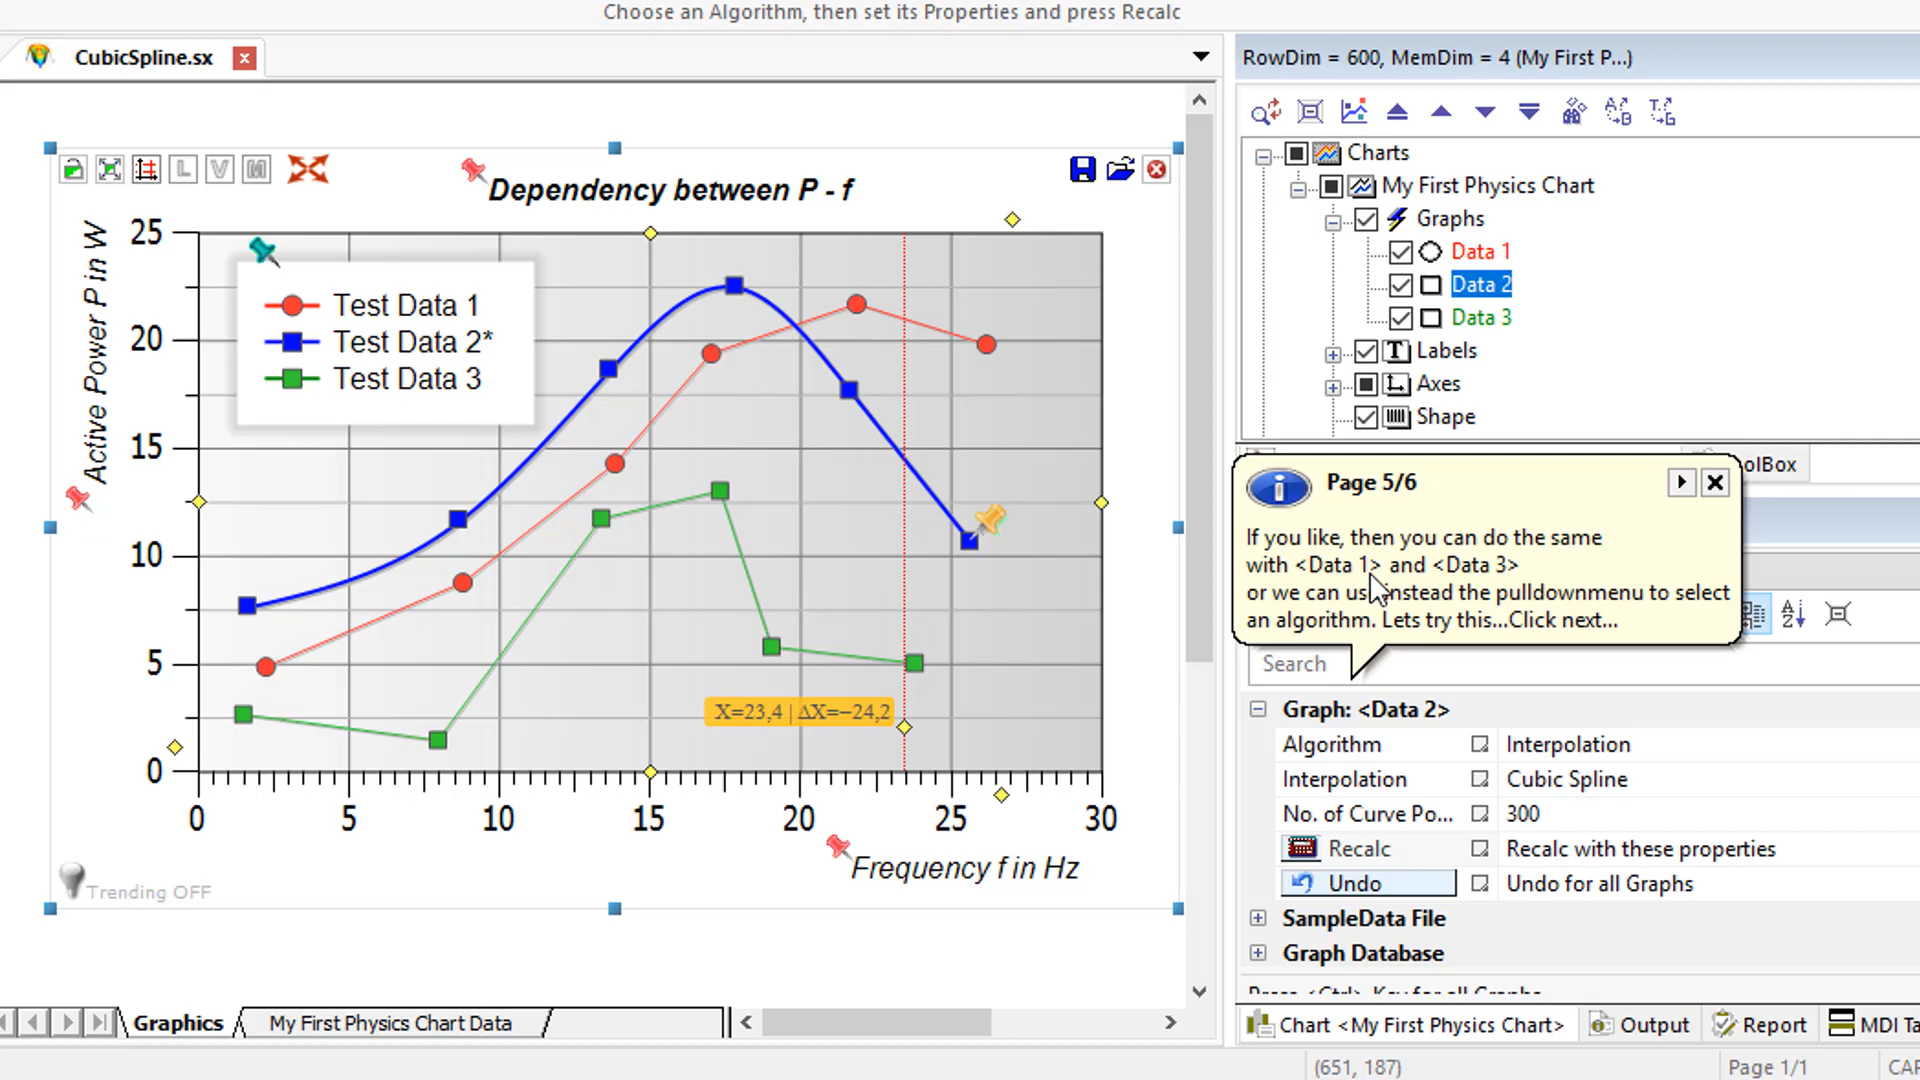 Choose an Algorithm, then set its Properties and press Recalc
CubicSpline.sx
RowDim = 600, MemDim = 4 (My First P...)
Charts
My First Physics Chart
Graphs
Data 1
Data 2
Data 3
Labels
Axes
Shape
L V M
Dependency between P - f
Active Power P in W
25
20
15
10
5
0
Test Data 1
Test Data 2*
Test Data 3
X=23,4 | ΔX=−24,2
0 5 10 15 20 25 30
Frequency f in Hz
Trending OFF
olBox
Page 5/6
If you like, then you can do the same
with <Data 1> and <Data 3>
or we can us instead the pulldownmenu to select
an algorithm. Lets try this...Click next...
Search
Graph: <Data 2>
Algorithm Interpolation
Interpolation Cubic Spline
No. of Curve Po... 300
Recalc Recalc with these properties
Undo Undo for all Graphs
SampleData File
Graph Database
Graphics
My First Physics Chart Data
Chart <My First Physics Chart>
Output
Report
MDI Ta
(651, 187)
Page 1/1
CAP